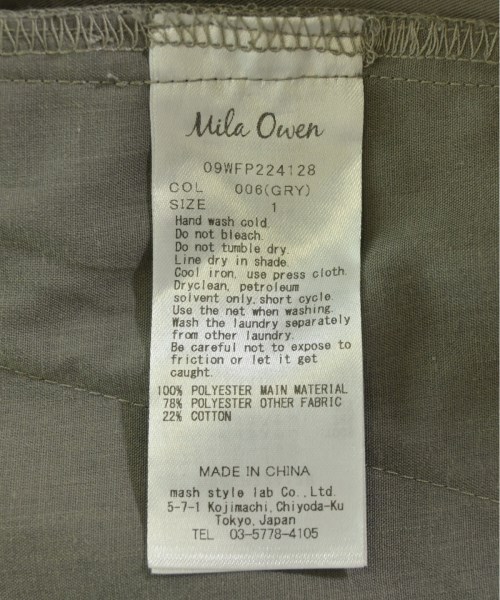 Mila Owen
09WFP224128
COL 006(GRY)
SIZE 1
Hand wash cold.
Do not bleach.
Do not tumble dry.
Line dry in shade.
Cool iron, use press cloth.
Dryclean, petroleum
solvent only, short cycle.
Use the net when washing.
Wash the laundry separately
from other laundry.
Be careful not to expose to
friction or let it get
caught.
100% POLYESTER MAIN MATERIAL
78% POLYESTER OTHER FABRIC
22% COTTON
MADE IN CHINA
mash style lab Co., Ltd.
5-7-1 Kojimachi, Chiyoda-Ku
Tokyo, Japan
TEL 03-5778-4105